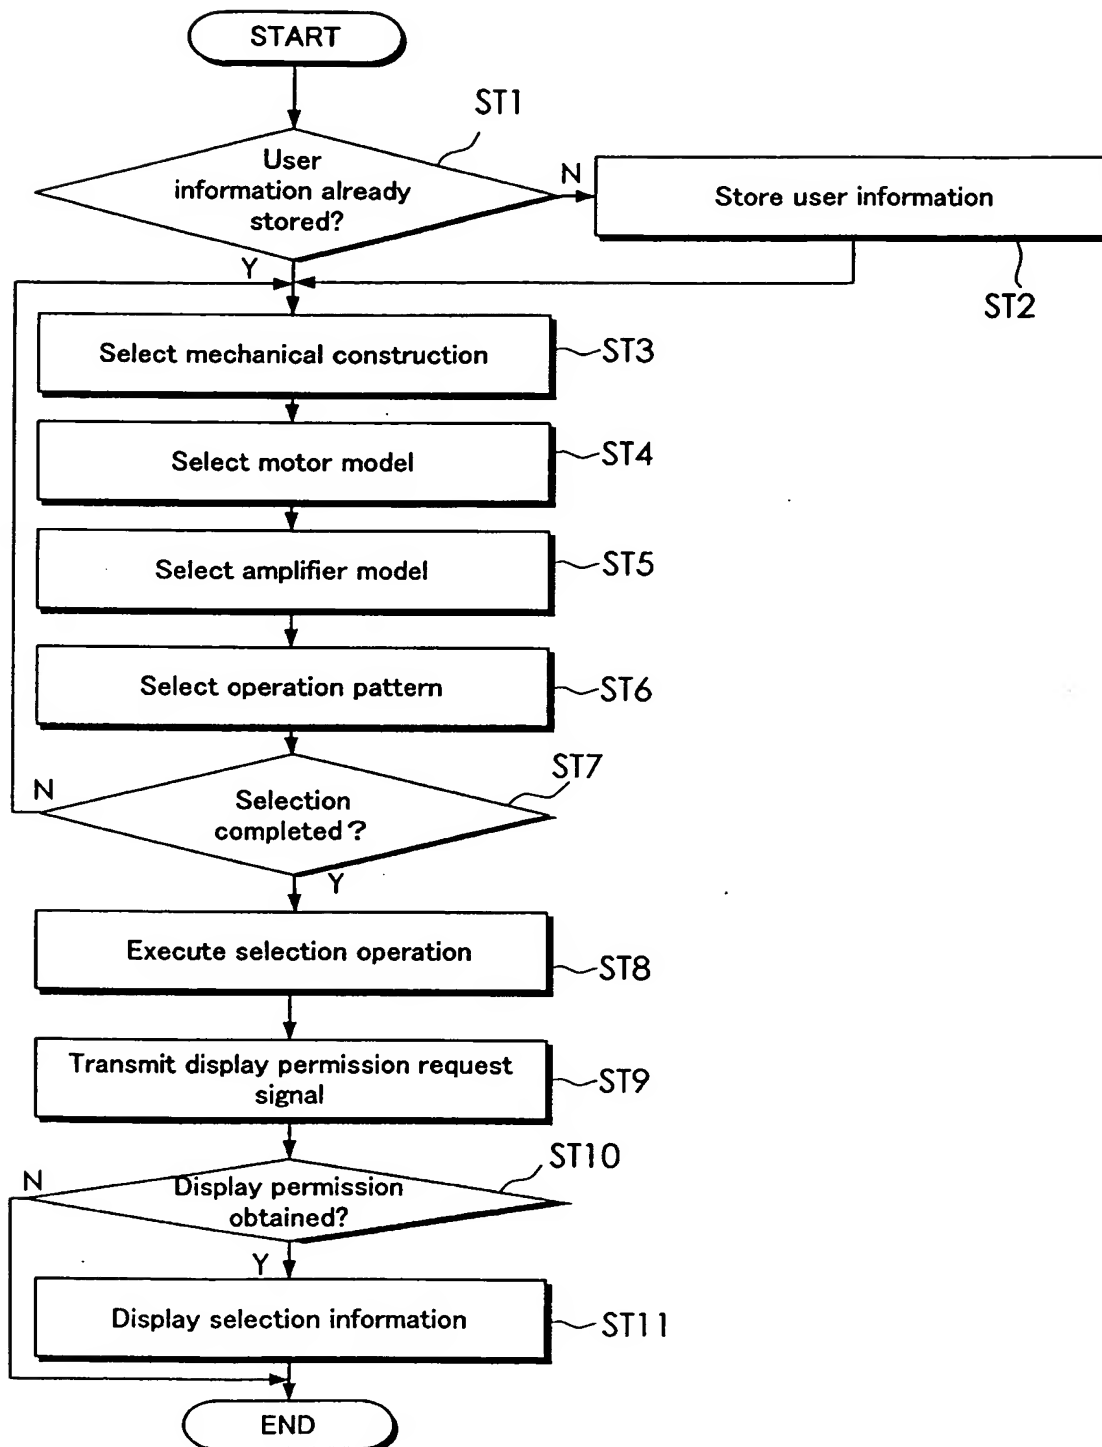 START
ST1
User
information already
stored?
N
Store user information
ST2
Y
Select mechanical construction
ST3
Select motor model
ST4
Select amplifier model
ST5
Select operation pattern
ST6
ST7
N
Selection
completed?
Y
Execute selection operation
ST8
Transmit display permission request
signal
ST9
ST10
N
Display permission
obtained?
Y
Display selection information
ST11
END